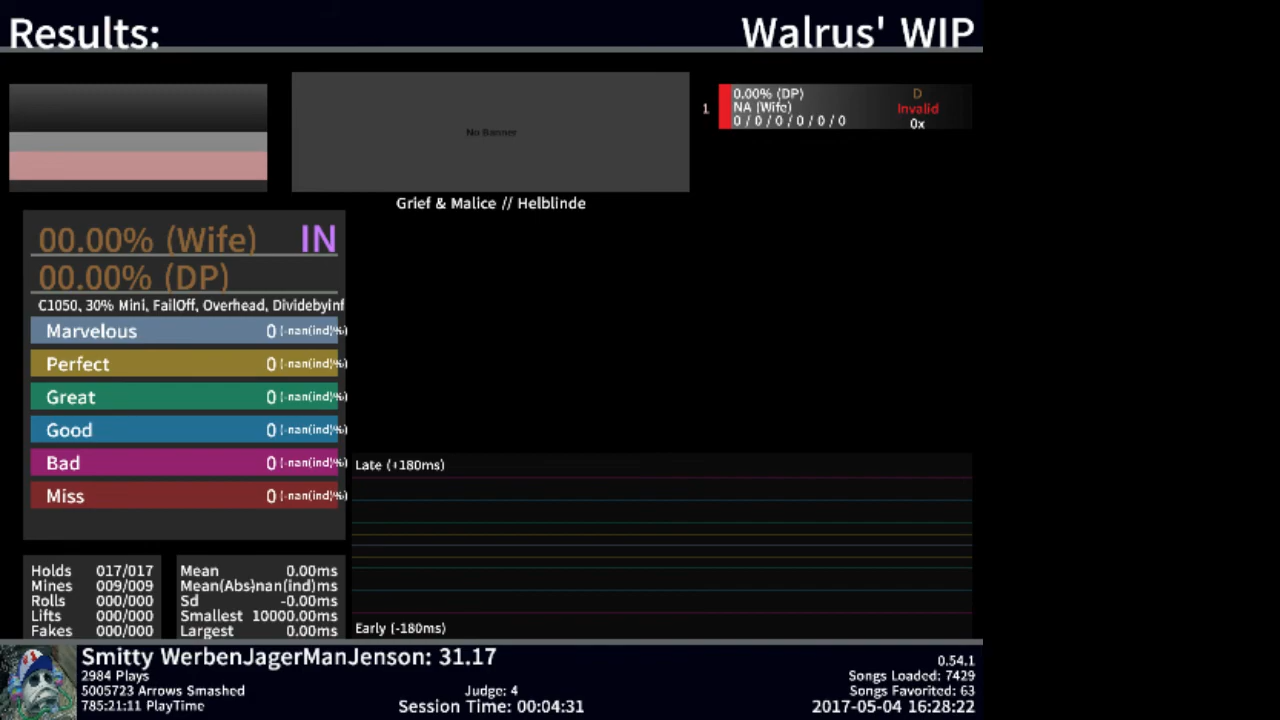 Results:
Walrus' WIP
No Banner
1
0.00% (DP)
D
NA (Wife)
Invalid
0 / 0 / 0 / 0 / 0 / 0
0x
Grief & Malice // Helblinde
00.00% (Wife)
IN
00.00% (DP)
C1050, 30% Mini, FailOff, Overhead, Dividebyinf
Marvelous 0 (-nan(ind)%)
Perfect 0 (-nan(ind)%)
Great 0 (-nan(ind)%)
Good 0 (-nan(ind)%)
Bad 0 (-nan(ind)%)
Miss 0 (-nan(ind)%)
Late (+180ms)
Early (-180ms)
Holds 017/017
Mines 009/009
Rolls 000/000
Lifts 000/000
Fakes 000/000
Mean 0.00ms
Mean(Abs)nan(ind)ms
Sd -0.00ms
Smallest 10000.00ms
Largest 0.00ms
Smitty WerbenJagerManJenson: 31.17
2984 Plays
5005723 Arrows Smashed
785:21:11 PlayTime
Judge: 4
Session Time: 00:04:31
0.54.1
Songs Loaded: 7429
Songs Favorited: 63
2017-05-04 16:28:22